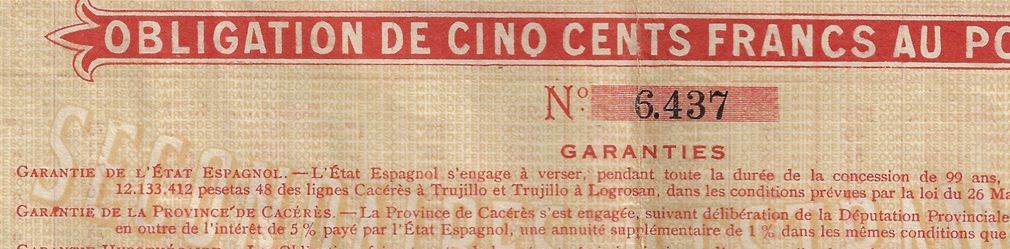 OBLIGATION DE CINQ CENTS FRANCS AU PO
Nº 6.437
GARANTIES
GARANTIE DE L'ÉTAT ESPAGNOL. — L'État Espagnol s'engage à verser, pendant toute la durée de la concession de 99 ans,
12.133.412 pesetas 48 des lignes Cacérès à Trujillo et Trujillo à Logrosan, dans les conditions prévues par la loi du 26 Ma
GARANTIE DE LA PROVINCE DE CACÉRÈS. — La Province de Cacérès s'est engagée, suivant délibération de la Députation Provinciale
en outre de l'intérêt de 5 % payé par l'État Espagnol, une annuité supplémentaire de 1 % dans les mêmes conditions que